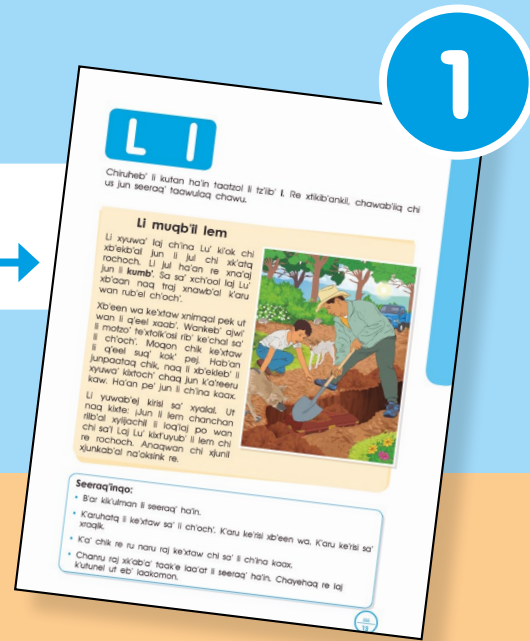 1
L l
Chiruheb' li kutan ha'in taatzol li tz'iib' l. Re xtikib'ankil, chawab'iiq chi
us jun seeraq' taawulaq chawu.
Li muqb'il lem
Li xyuwa' laj ch'ina Lu' ki'ok chi
xb'ekb'al jun li jul chi xk'atq
rochoch. Li jul ha'an re xna'aj
jun li kumb'. Sa sa' xch'ool laj Lu'
xb'aan naq traj xnawb'al k'aru
wan rub'el ch'och'.
Xb'een wa ke'xtaw xnimqal pek ut
wan li q'eel xaab'. Wankeb' ajwi'
li motzo' te'xtolk'osi rib' ke'chal sa'
li ch'och'. Moqon chik ke'xtaw
li q'eel suq' kok' pej. Hab'an
junpaataq chik, naq li xb'ekleb' li
xyuwa' kixtoch' chaq jun k'a'reeru
kaw. Ha'an pe' jun li ch'ina kaax.
Li yuwab'ej kirisi sa' xyalal. Ut
naq kixte: ¡Jun li lem chanchan
rilb'al xyiijachil li loq'laj po wan
chi sa'! Laj Lu' kixt'uyub' li lem chi
re rochoch. Anaqwan chi xjunil
xjunkab'al na'oksink re.
Seeraq'inqo:
• B'ar kik'ulman li seeraq' ha'in.
• K'aruhatq li ke'xtaw sa' li ch'och'. K'aru ke'risi xb'een wa. K'aru ke'risi sa'
xraqik.
• K'a' chik re ru naru raj ke'xtaw chi sa' li ch'ina kaax.
• Chanru raj xk'ab'a' taak'e laa'at li seeraq' ha'in. Chayehaq re laj
k'utunel ut eb' laakomon.